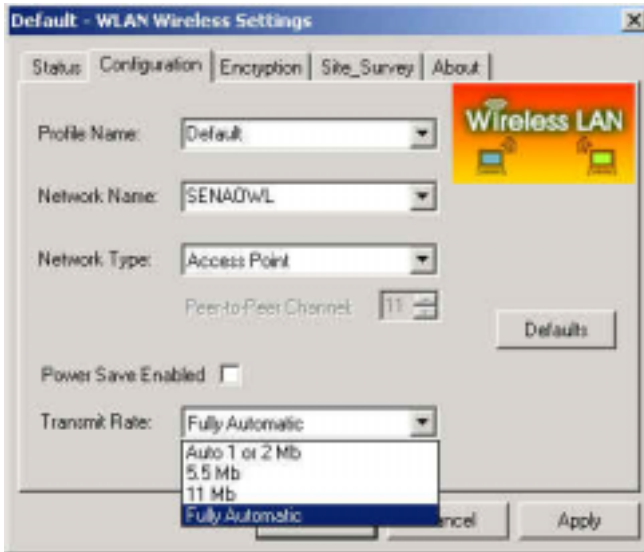 Default - WLAN Wireless Settings
Status Configuration Encryption Site_Survey About
Wireless LAN
Profile Name: Default
Network Name: SENAOWL
Network Type: Access Point
Peer-to-Peer Channel: 11
Defaults
Power Save Enabled
Transmit Rate: Fully Automatic
Auto 1 or 2 Mb
5.5 Mb
11 Mb
Fully Automatic
Apply